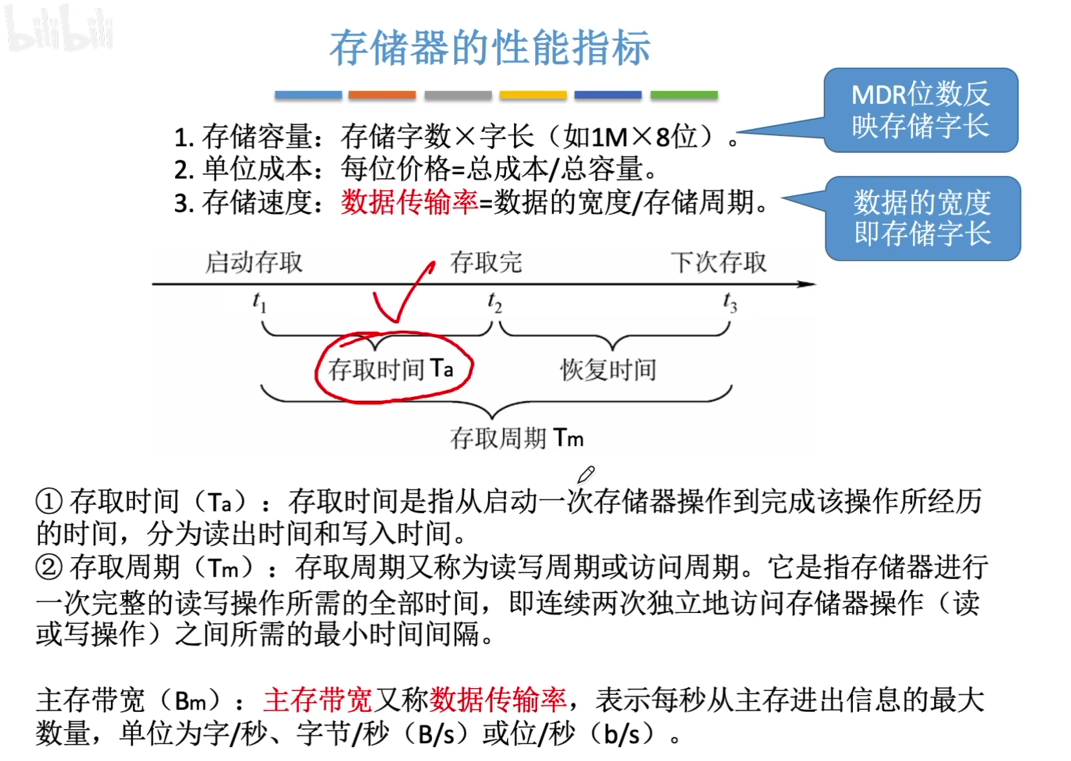 bilibili
存储器的性能指标
MDR位数反
映存储字长
1. 存储容量：存储字数×字长（如1M×8位）。
2. 单位成本：每位价格=总成本/总容量。
3. 存储速度：数据传输率=数据的宽度/存储周期。
数据的宽度
即存储字长
启动存取 存取完 下次存取
t1 t2 t3
存取时间 Ta 恢复时间
存取周期 Tm
① 存取时间（Ta）：存取时间是指从启动一次存储器操作到完成该操作所经历
的时间，分为读出时间和写入时间。
② 存取周期（Tm）：存取周期又称为读写周期或访问周期。它是指存储器进行
一次完整的读写操作所需的全部时间，即连续两次独立地访问存储器操作（读
或写操作）之间所需的最小时间间隔。
主存带宽（Bm）：主存带宽又称数据传输率，表示每秒从主存进出信息的最大
数量，单位为字/秒、字节/秒（B/s）或位/秒（b/s）。